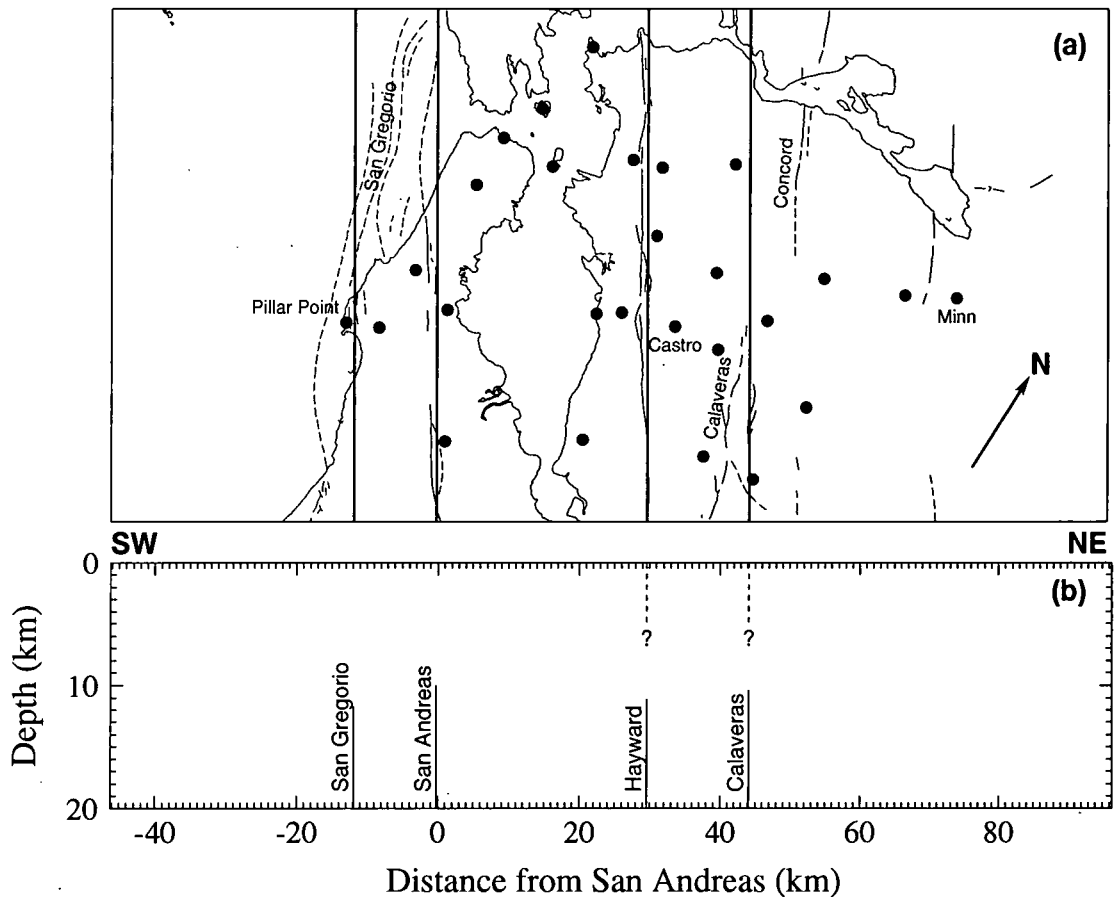 (a)
San Gregorio
Concord
Pillar Point
Minn
Castro
Calaveras
N
SW
NE
0
10
20
Depth (km)
(b)
?
?
San Gregorio
San Andreas
Hayward
Calaveras
-40
-20
0
20
40
60
80
Distance from San Andreas (km)